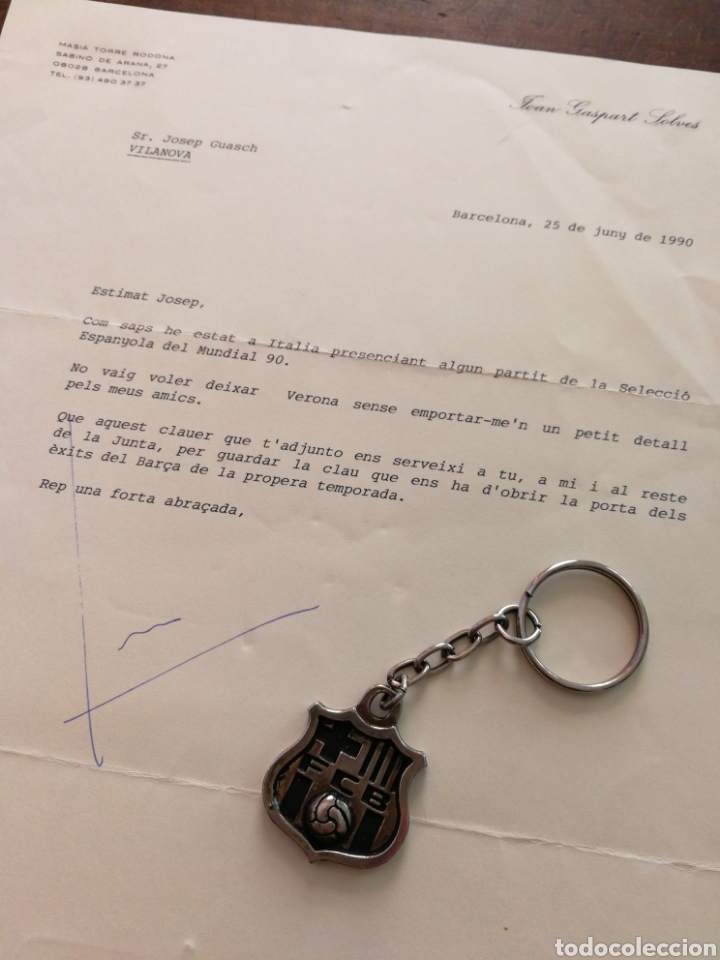 MASIÀ TORRE RODONA
SABINO DE ARANA, 27
08028 BARCELONA
TEL. (93) 490 37 37
Joan Gaspart Solves
Sr. Josep Guasch
VILANOVA
Barcelona, 25 de juny de 1990
Estimat Josep,
Com saps he estat a Italia presenciant algun partit de la Selecció
Espanyola del Mundial 90.
No vaig voler deixar Verona sense emportar-me'n un petit detall
pels meus amics.
Que aquest clauer que t'adjunto ens serveixi a tu, a mi i al reste
de la Junta, per guardar la clau que ens ha d'obrir la porta dels
èxits del Barça de la propera temporada.
Rep una forta abraçada,
FCB
todocoleccion